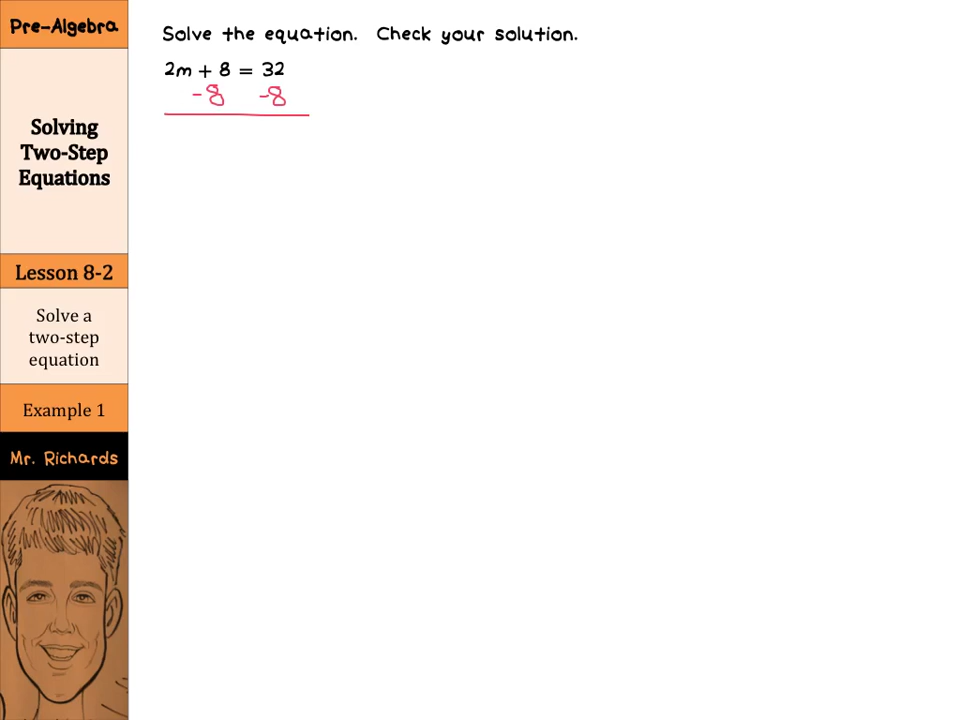 Pre-Algebra
Solving
Two-Step
Equations
Lesson 8-2
Solve a
two-step
equation
Example 1
Mr. Richards
Solve the equation. Check your solution.
2m + 8 = 32
-8 -8